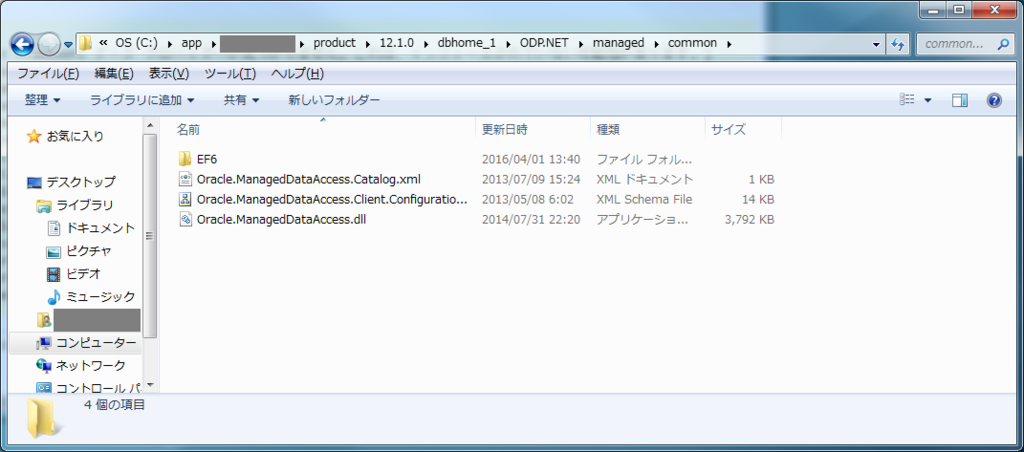 « OS (C:) ▸ app ▸ ▸ product ▸ 12.1.0 ▸ dbhome_1 ▸ ODP.NET ▸ managed ▸ common ▸
common...
ファイル(F) 編集(E) 表示(V) ツール(T) ヘルプ(H)
整理 ▼ ライブラリに追加 ▼ 共有 ▼ 新しいフォルダー
名前 更新日時 種類 サイズ
EF6 2016/04/01 13:40 ファイル フォル...
Oracle.ManagedDataAccess.Catalog.xml 2013/07/09 15:24 XML ドキュメント 1 KB
Oracle.ManagedDataAccess.Client.Configuratio... 2013/05/08 6:02 XML Schema File 14 KB
Oracle.ManagedDataAccess.dll 2014/07/31 22:20 アプリケーショ... 3,792 KB
お気に入り
デスクトップ
ライブラリ
ドキュメント
ピクチャ
ビデオ
ミュージック
コンピューター
ネットワーク
コントロール パ
4 個の項目